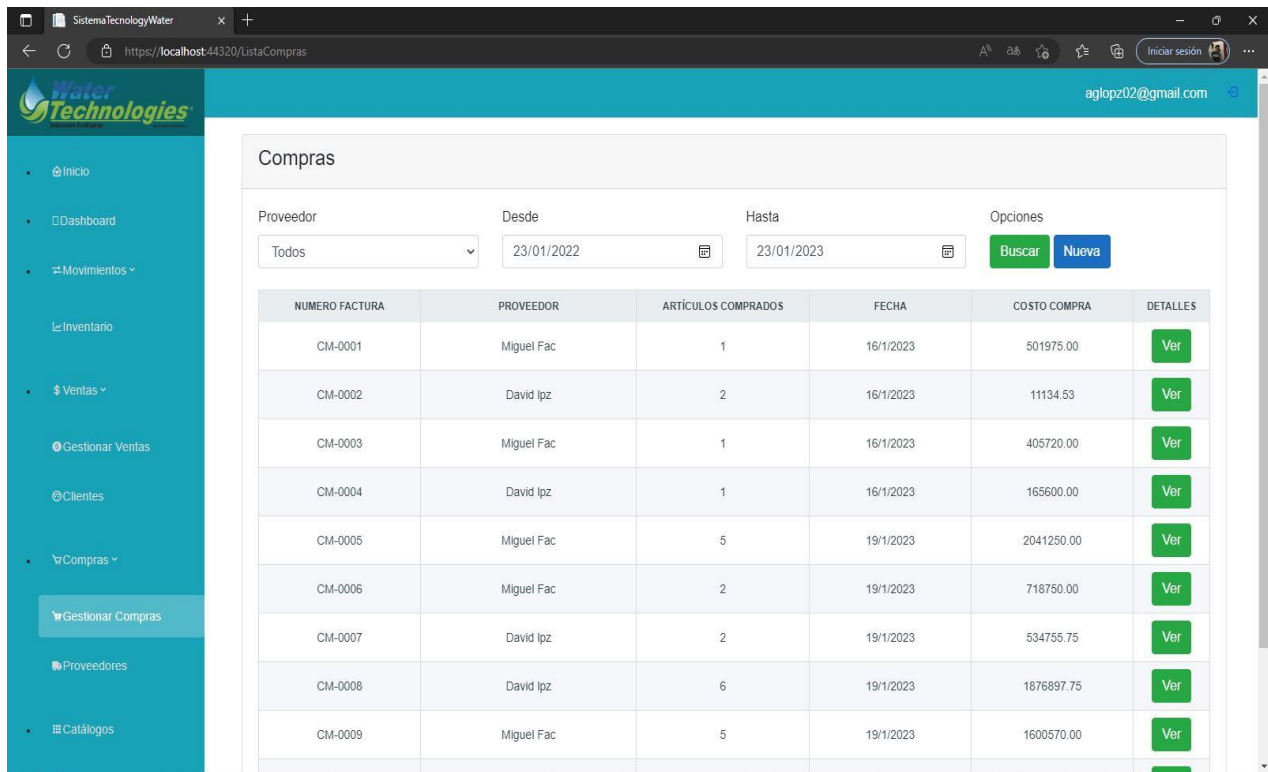 SistemaTecnologyWater
https://localhost:44320/ListaCompras
Iniciar sesión
Water
Technologies
aglopz02@gmail.com
Inicio
Dashboard
Movimientos
Inventario
$ Ventas
Gestionar Ventas
Clientes
Compras
Gestionar Compras
Proveedores
Catálogos
Compras
Proveedor Desde Hasta Opciones
Todos 23/01/2022 23/01/2023 Buscar Nueva
NUMERO FACTURA PROVEEDOR ARTÍCULOS COMPRADOS FECHA COSTO COMPRA DETALLES
CM-0001 Miguel Fac 1 16/1/2023 501975.00 Ver
CM-0002 David lpz 2 16/1/2023 11134.53 Ver
CM-0003 Miguel Fac 1 16/1/2023 405720.00 Ver
CM-0004 David lpz 1 16/1/2023 165600.00 Ver
CM-0005 Miguel Fac 5 19/1/2023 2041250.00 Ver
CM-0006 Miguel Fac 2 19/1/2023 718750.00 Ver
CM-0007 David lpz 2 19/1/2023 534755.75 Ver
CM-0008 David lpz 6 19/1/2023 1876897.75 Ver
CM-0009 Miguel Fac 5 19/1/2023 1600570.00 Ver